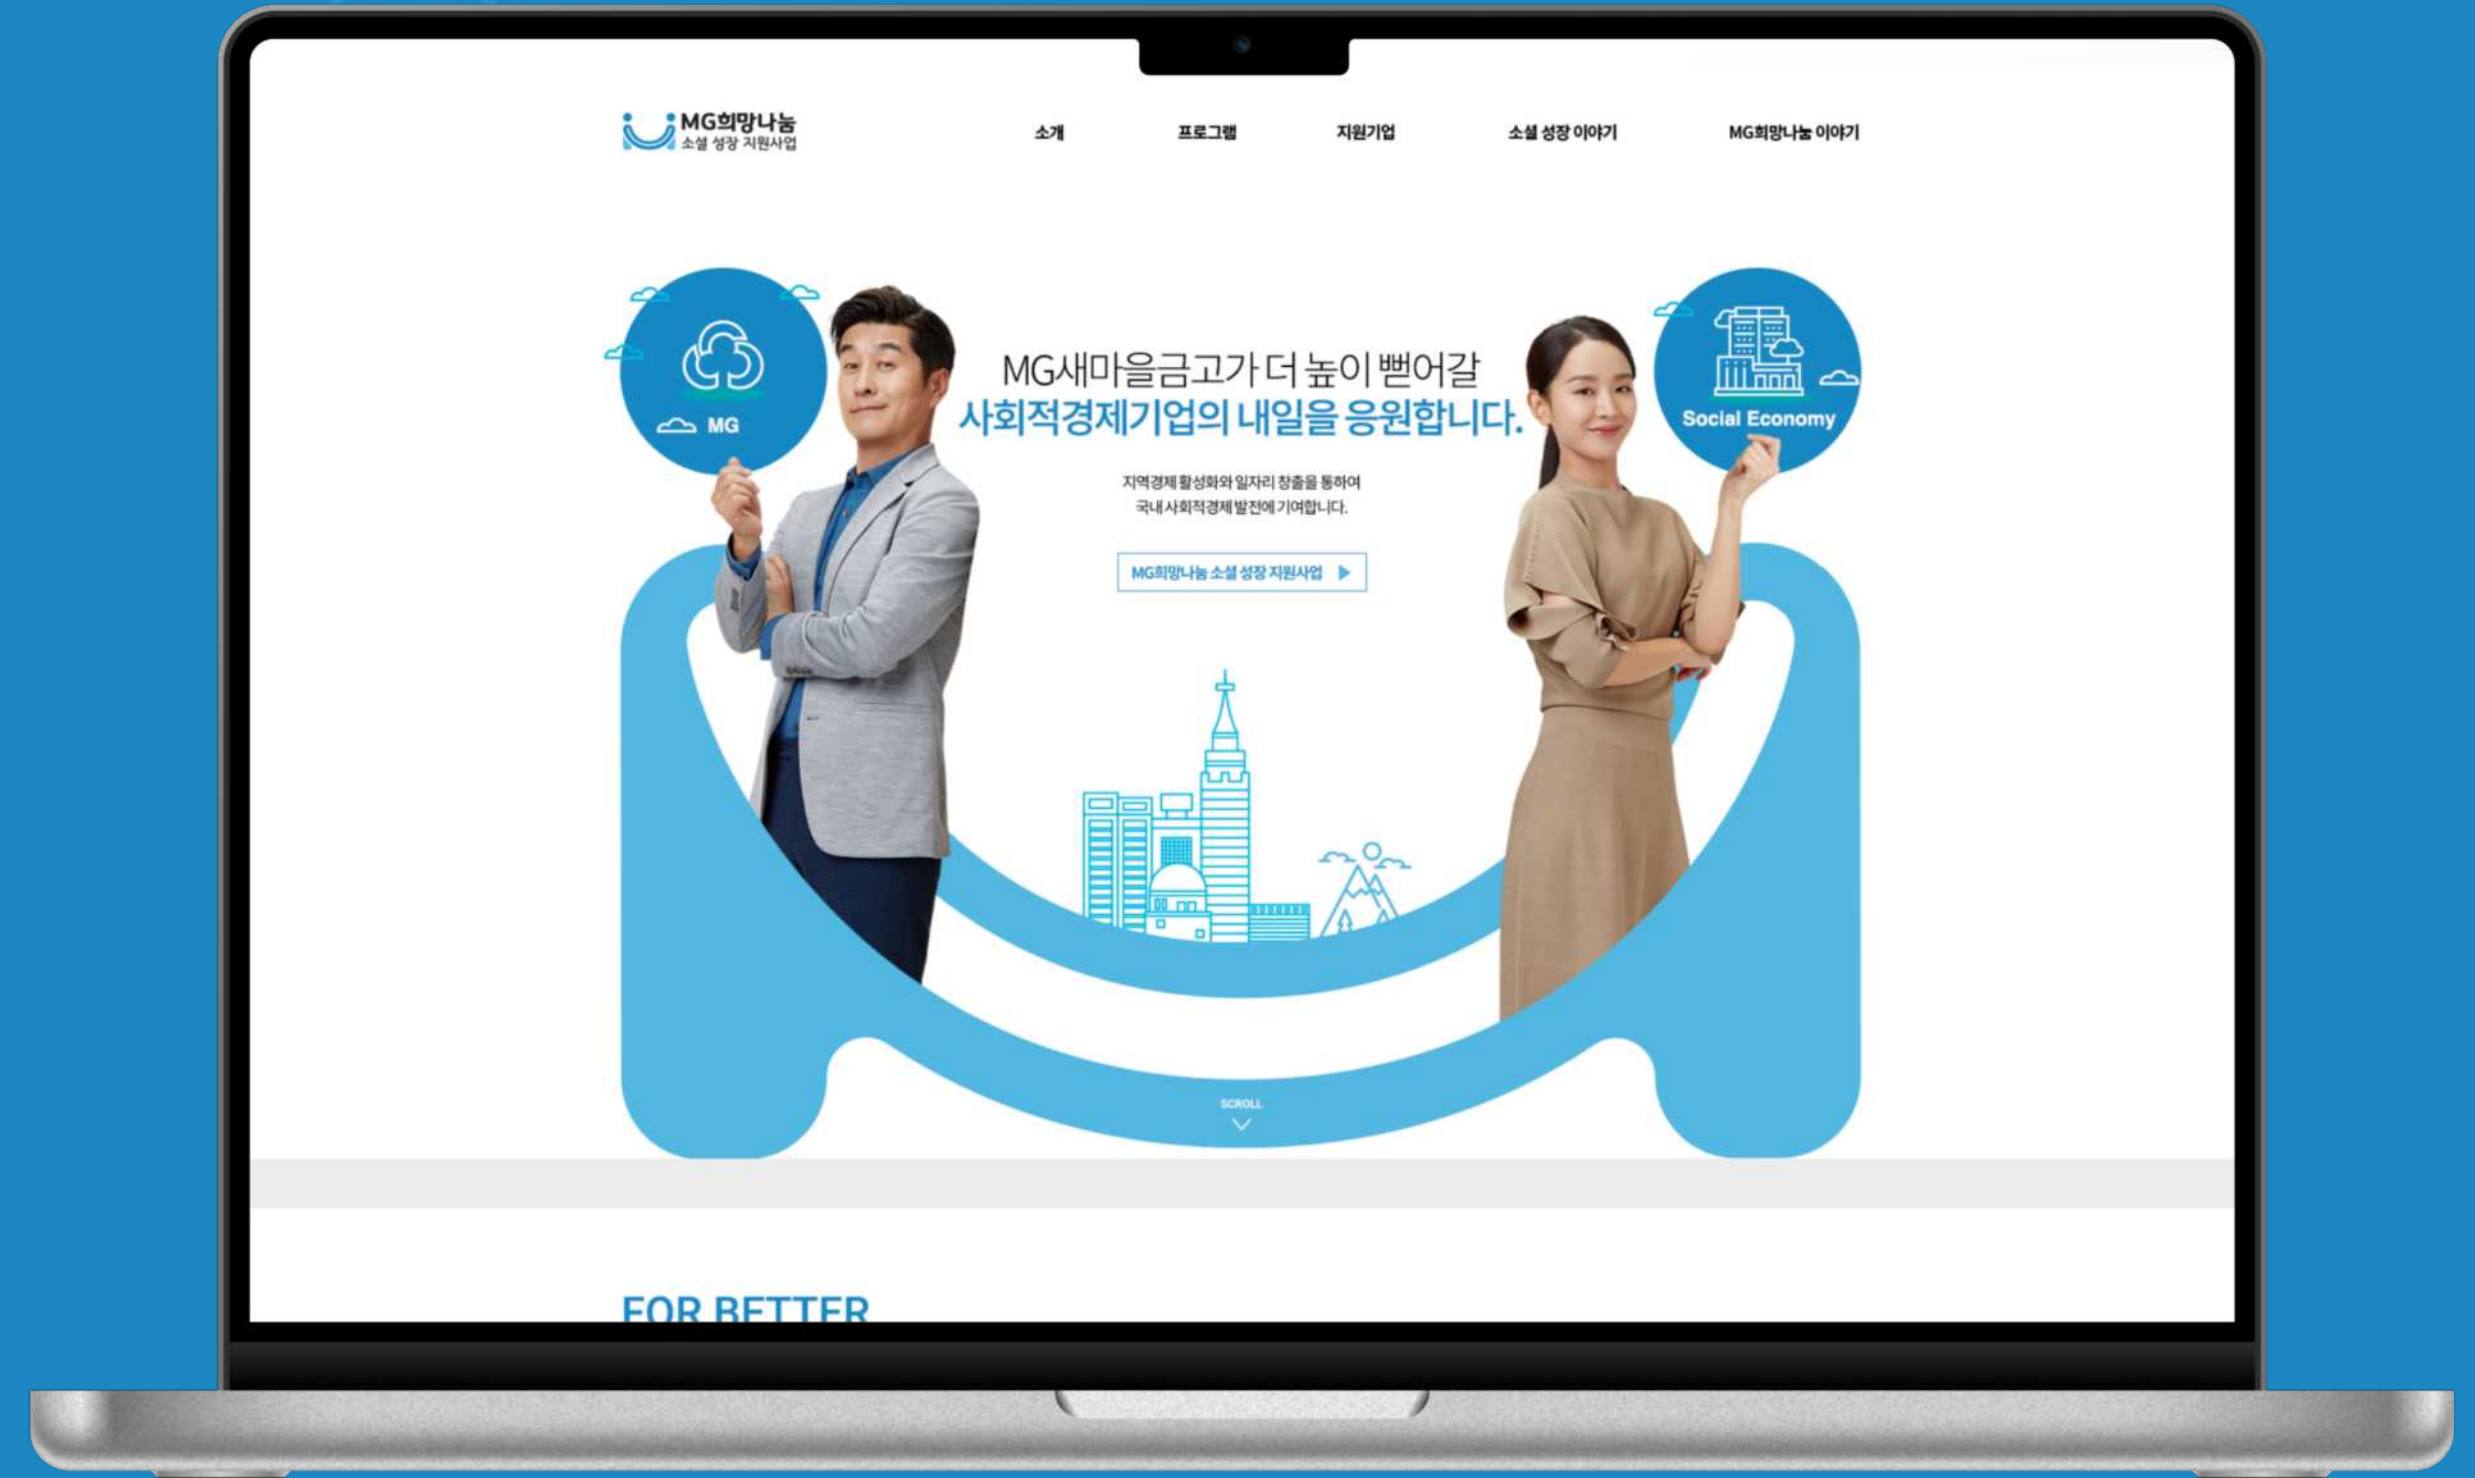 MG희망나눔
소셜 성장 지원사업
소개
프로그램
지원기업
소셜 성장 이야기
MG희망나눔 이야기
MG
MG새마을금고가 더 높이 뻗어갈
사회적경제기업의 내일을 응원합니다.
지역경제 활성화와 일자리 창출을 통하여
국내 사회적경제 발전에 기여합니다.
MG희망나눔 소셜 성장 지원사업
Social Economy
SCROLL
FOR BETTER